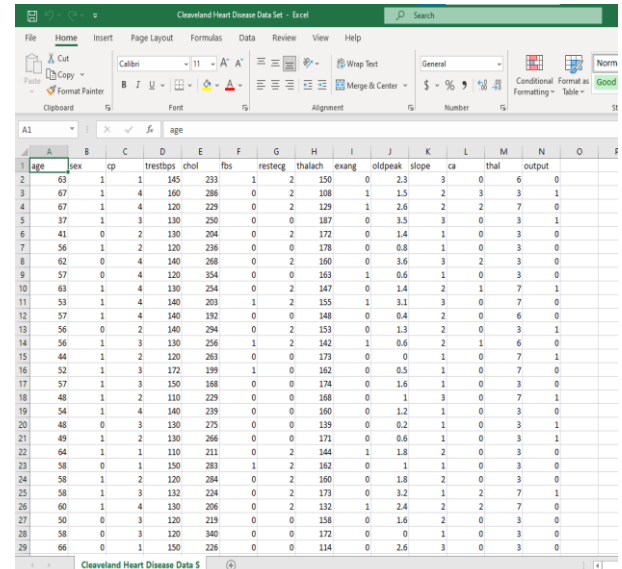 Cleaveland Heart Disease Data Set - Excel
Search
File Home Insert Page Layout Formulas Data Review View Help
Cut
Copy
Format Painter
Paste
Calibri 11
Wrap Text
Merge & Center
General
Conditional Formatting
Format as Table
Norm
Good
Clipboard Font Alignment Number St
A1 fx age
A B C D E F G H I J K L M N O P
1 age sex cp trestbps chol fbs restecg thalach exang oldpeak slope ca thal output
2 63 1 1 145 233 1 2 150 0 2.3 3 0 6 0
3 67 1 4 160 286 0 2 108 1 1.5 2 3 3 1
4 67 1 4 120 229 0 2 129 1 2.6 2 2 7 0
5 37 1 3 130 250 0 0 187 0 3.5 3 0 3 1
6 41 0 2 130 204 0 2 172 0 1.4 1 0 3 0
7 56 1 2 120 236 0 0 178 0 0.8 1 0 3 0
8 62 0 4 140 268 0 2 160 0 3.6 3 2 3 0
9 57 0 4 120 354 0 0 163 1 0.6 1 0 3 0
10 63 1 4 130 254 0 2 147 0 1.4 2 1 7 1
11 53 1 4 140 203 1 2 155 1 3.1 3 0 7 0
12 57 1 4 140 192 0 0 148 0 0.4 2 0 6 0
13 56 0 2 140 294 0 2 153 0 1.3 2 0 3 1
14 56 1 3 130 256 1 2 142 1 0.6 2 1 6 0
15 44 1 2 120 263 0 0 173 0 0 1 0 7 1
16 52 1 3 172 199 1 0 162 0 0.5 1 0 7 0
17 57 1 3 150 168 0 0 174 0 1.6 1 0 3 0
18 48 1 2 110 229 0 0 168 0 1 3 0 7 1
19 54 1 4 140 239 0 0 160 0 1.2 1 0 3 0
20 48 0 3 130 275 0 0 139 0 0.2 1 0 3 1
21 49 1 2 130 266 0 0 171 0 0.6 1 0 3 1
22 64 1 1 110 211 0 2 144 1 1.8 2 0 3 0
23 58 0 1 150 283 1 2 162 0 1 1 0 3 0
24 58 1 2 120 284 0 2 160 0 1.8 2 0 3 0
25 58 1 3 132 224 0 2 173 0 3.2 1 2 7 1
26 60 1 4 130 206 0 2 132 1 2.4 2 2 7 0
27 50 0 3 120 219 0 0 158 0 1.6 2 0 3 0
28 58 0 3 120 340 0 0 172 0 0 1 0 3 0
29 66 0 1 150 226 0 0 114 0 2.6 3 0 3 0
Cleaveland Heart Disease Data S